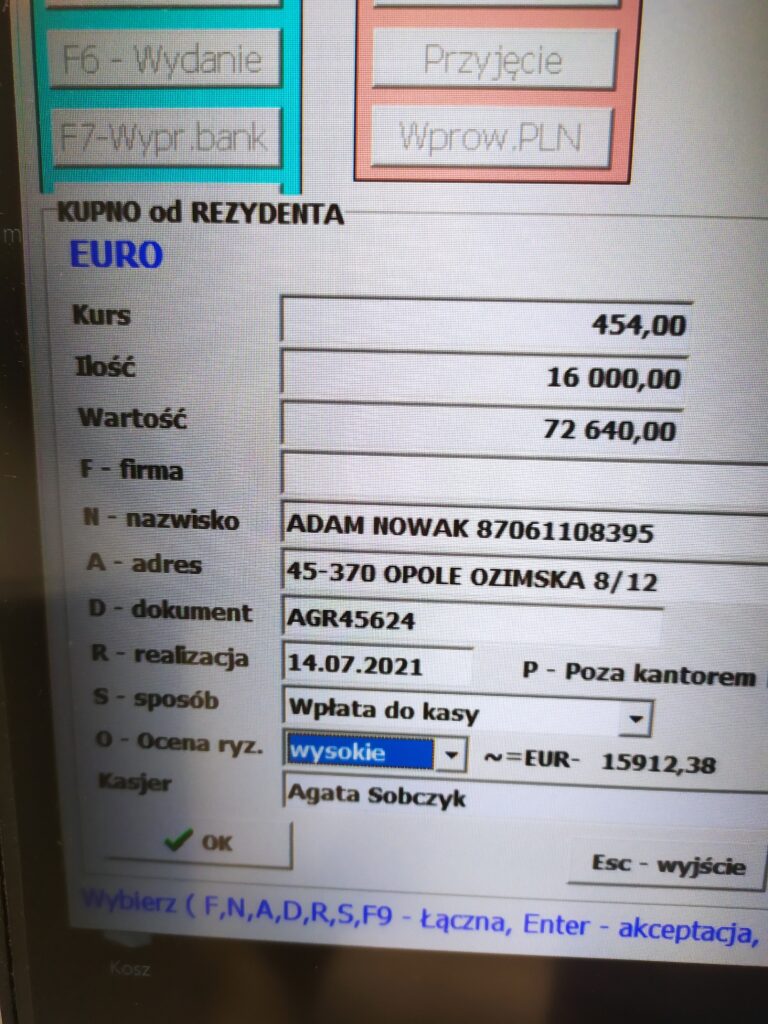 F6 - Wydanie
Przyjęcie
F7-Wypr.bank
Wprow.PLN
KUPNO od REZYDENTA
EURO
Kurs 454,00
Ilość 16 000,00
Wartość 72 640,00
F - firma
N - nazwisko ADAM NOWAK 87061108395
A - adres 45-370 OPOLE OZIMSKA 8/12
D - dokument AGR45624
R - realizacja 14.07.2021 P - Poza kantorem
S - sposób Wpłata do kasy
O - Ocena ryz. wysokie ~=EUR- 15912,38
Kasjer Agata Sobczyk
OK
Esc - wyjście
Wybierz ( F,N,A,D,R,S,F9 - Łączna, Enter - akceptacja,
Kosz